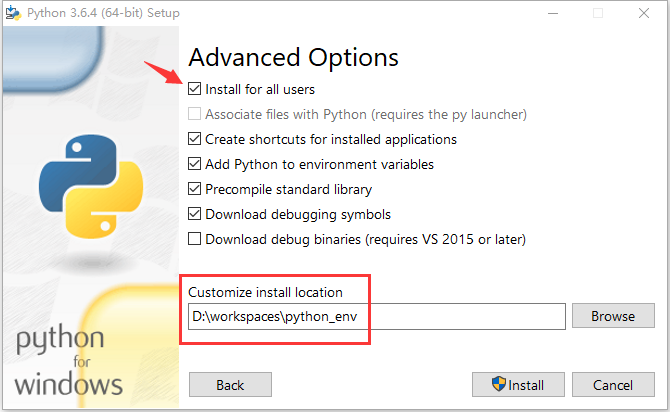 Python 3.6.4 (64-bit) Setup
Advanced Options
Install for all users
Associate files with Python (requires the py launcher)
Create shortcuts for installed applications
Add Python to environment variables
Precompile standard library
Download debugging symbols
Download debug binaries (requires VS 2015 or later)
Customize install location
D:\workspaces\python_env
Browse
python
for
windows
Back
Install
Cancel